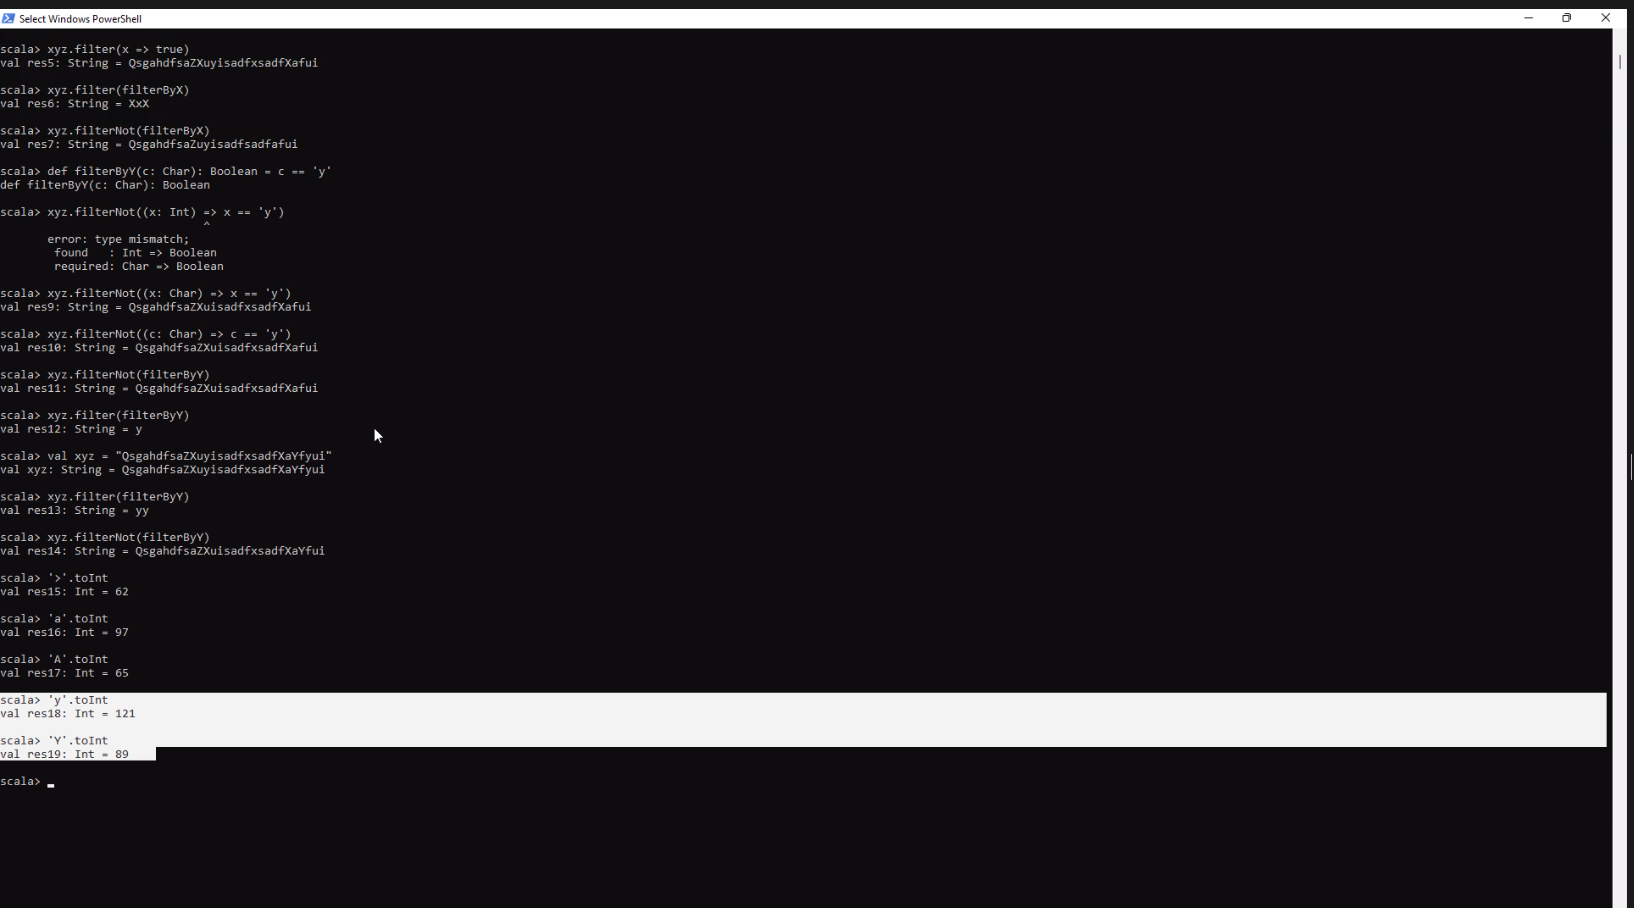 Select Windows PowerShell
scala> xyz.filter(x => true)
val res5: String = QsgahdfsaZXuyisadfxsadfXafui
scala> xyz.filter(filterByX)
val res6: String = XxX
scala> xyz.filterNot(filterByX)
val res7: String = QsgahdfsaZuyisadfsadfafui
scala> def filterByY(c: Char): Boolean = c == 'y'
def filterByY(c: Char): Boolean
scala> xyz.filterNot((x: Int) => x == 'y')
^
error: type mismatch;
found   : Int => Boolean
required: Char => Boolean
scala> xyz.filterNot((x: Char) => x == 'y')
val res9: String = QsgahdfsaZXuisadfxsadfXafui
scala> xyz.filterNot((c: Char) => c == 'y')
val res10: String = QsgahdfsaZXuisadfxsadfXafui
scala> xyz.filterNot(filterByY)
val res11: String = QsgahdfsaZXuisadfxsadfXafui
scala> xyz.filter(filterByY)
val res12: String = y
scala> val xyz = "QsgahdfsaZXuyisadfxsadfXaYfyui"
val xyz: String = QsgahdfsaZXuyisadfxsadfXaYfyui
scala> xyz.filter(filterByY)
val res13: String = yy
scala> xyz.filterNot(filterByY)
val res14: String = QsgahdfsaZXuisadfxsadfXaYfui
scala> '>'.toInt
val res15: Int = 62
scala> 'a'.toInt
val res16: Int = 97
scala> 'A'.toInt
val res17: Int = 65
scala> 'y'.toInt
val res18: Int = 121
scala> 'Y'.toInt
val res19: Int = 89
scala>